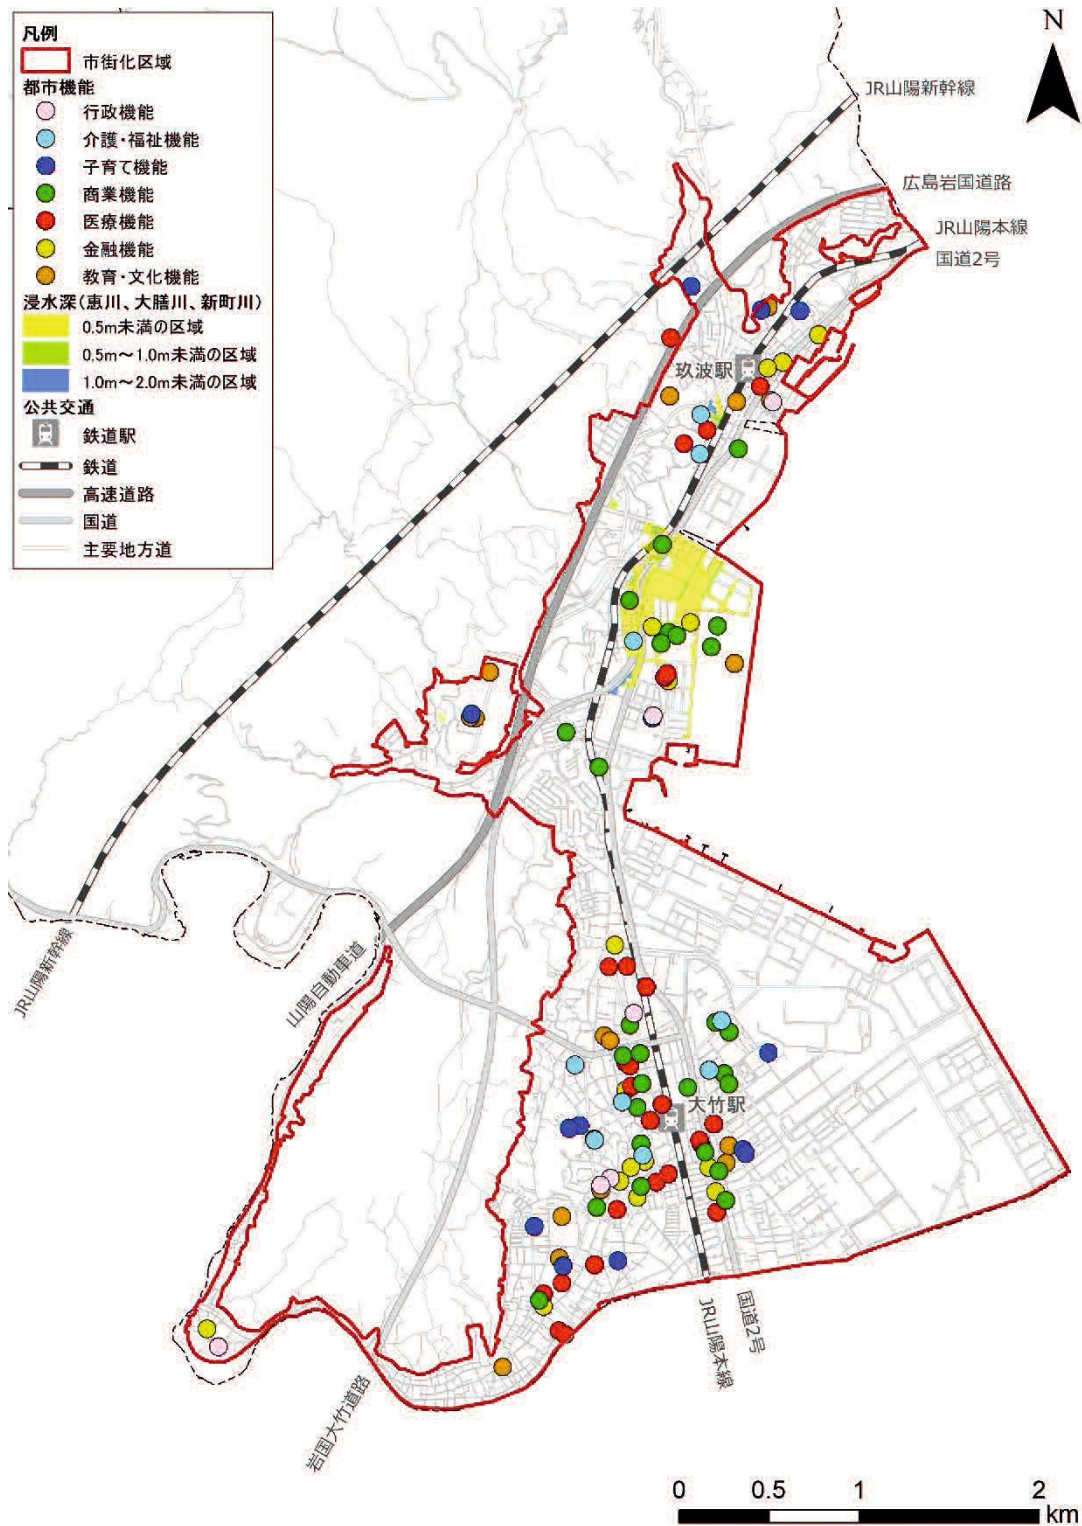 凡例
市街化区域
都市機能
行政機能
介護・福祉機能
子育て機能
商業機能
医療機能
金融機能
教育・文化機能
浸水深(恵川、大膳川、新町川)
0.5m未満の区域
0.5m～1.0m未満の区域
1.0m～2.0m未満の区域
公共交通
鉄道駅
鉄道
高速道路
国道
主要地方道
N
JR山陽新幹線
広島岩国道路
JR山陽本線
国道2号
玖波駅
JR山陽新幹線
山陽自動車道
大竹駅
岩国大竹道路
JR山陽本線
国道2号
0 0.5 1 2
km